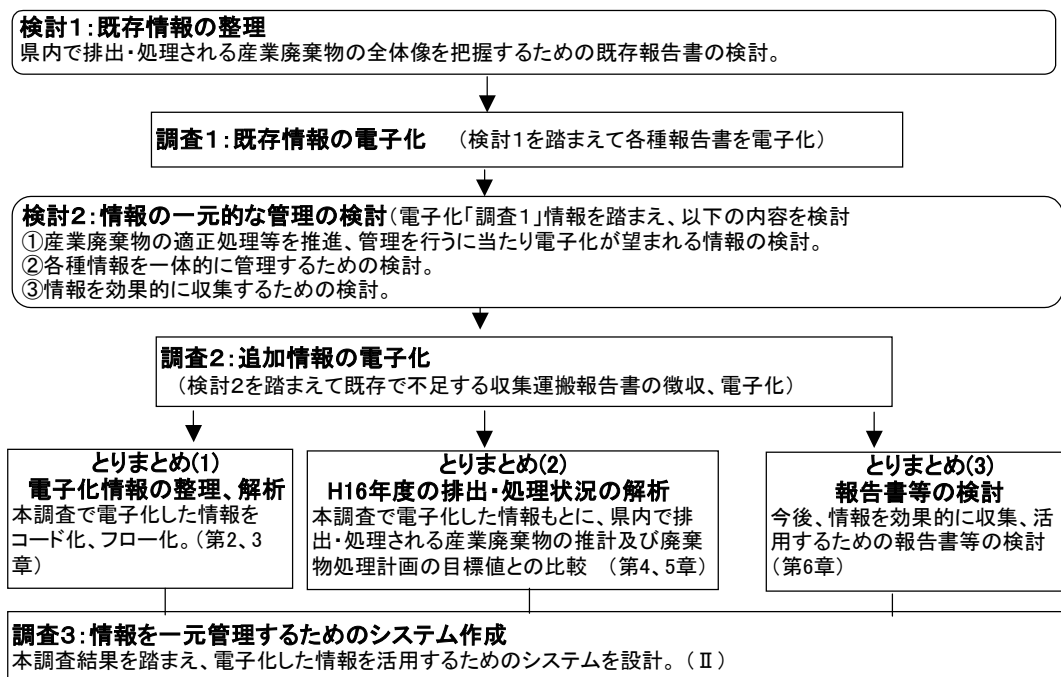 検討1：既存情報の整理
県内で排出・処理される産業廃棄物の全体像を把握するための既存報告書の検討。
調査1：既存情報の電子化　（検討1を踏まえて各種報告書を電子化）
検討2：情報の一元的な管理の検討（電子化「調査1」情報を踏まえ、以下の内容を検討
①産業廃棄物の適正処理等を推進、管理を行うに当たり電子化が望まれる情報の検討。
②各種情報を一体的に管理するための検討。
③情報を効果的に収集するための検討。
調査2：追加情報の電子化
（検討2を踏まえて既存で不足する収集運搬報告書の徴収、電子化）
とりまとめ(1)
電子化情報の整理、解析
本調査で電子化した情報を
コード化、フロー化。（第2、3
章）
とりまとめ(2)
H16年度の排出・処理状況の解析
本調査で電子化した情報もとに、県内で排
出・処理される産業廃棄物の推計及び廃棄
物処理計画の目標値との比較　（第4、5章）
とりまとめ(3)
報告書等の検討
今後、情報を効果的に収集、活
用するための報告書等の検討
（第6章）
調査3：情報を一元管理するためのシステム作成
本調査結果を踏まえ、電子化した情報を活用するためのシステムを設計。（Ⅱ）